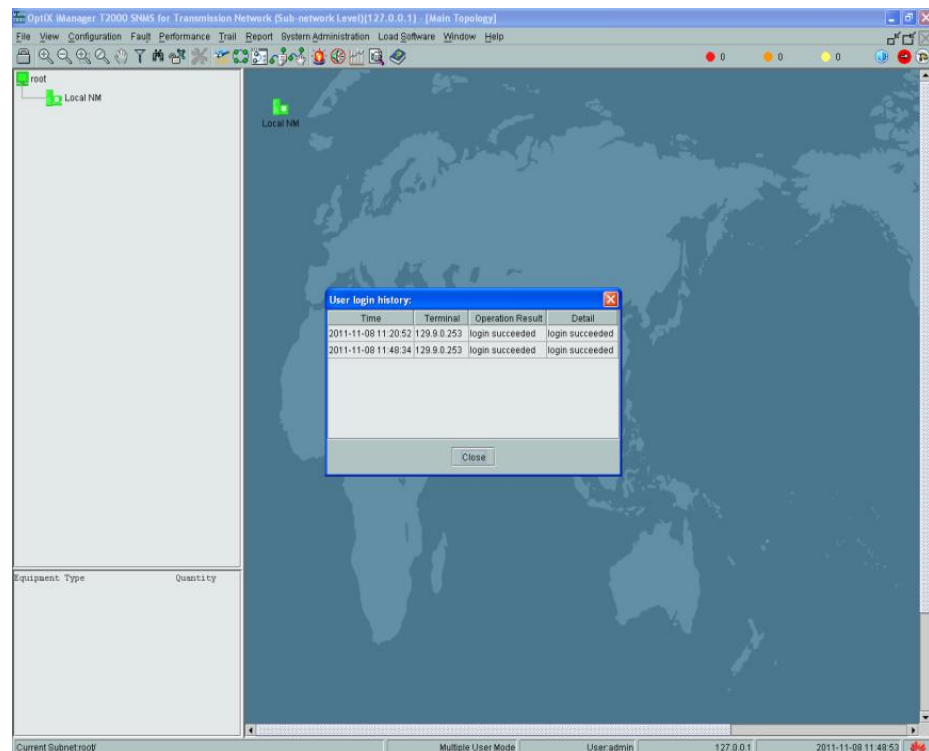 OptiX iManager T2000 SNMS for Transmission Network (Sub-network Level)(127.0.0.1) - [Main Topology]
File View Configuration Fault Performance Trail Report System Administration Load Software Window Help
0 0 0
root
Local NM
Local NM
User login history:
Time Terminal Operation Result Detail
2011-11-08 11:20:52 129.9.0.253 login succeeded login succeeded
2011-11-08 11:48:34 129.9.0.253 login succeeded login succeeded
Close
Equipment Type Quantity
Current Subnet:root/ Multiple User Mode User:admin 127.0.0.1 2011-11-08 11:48:53